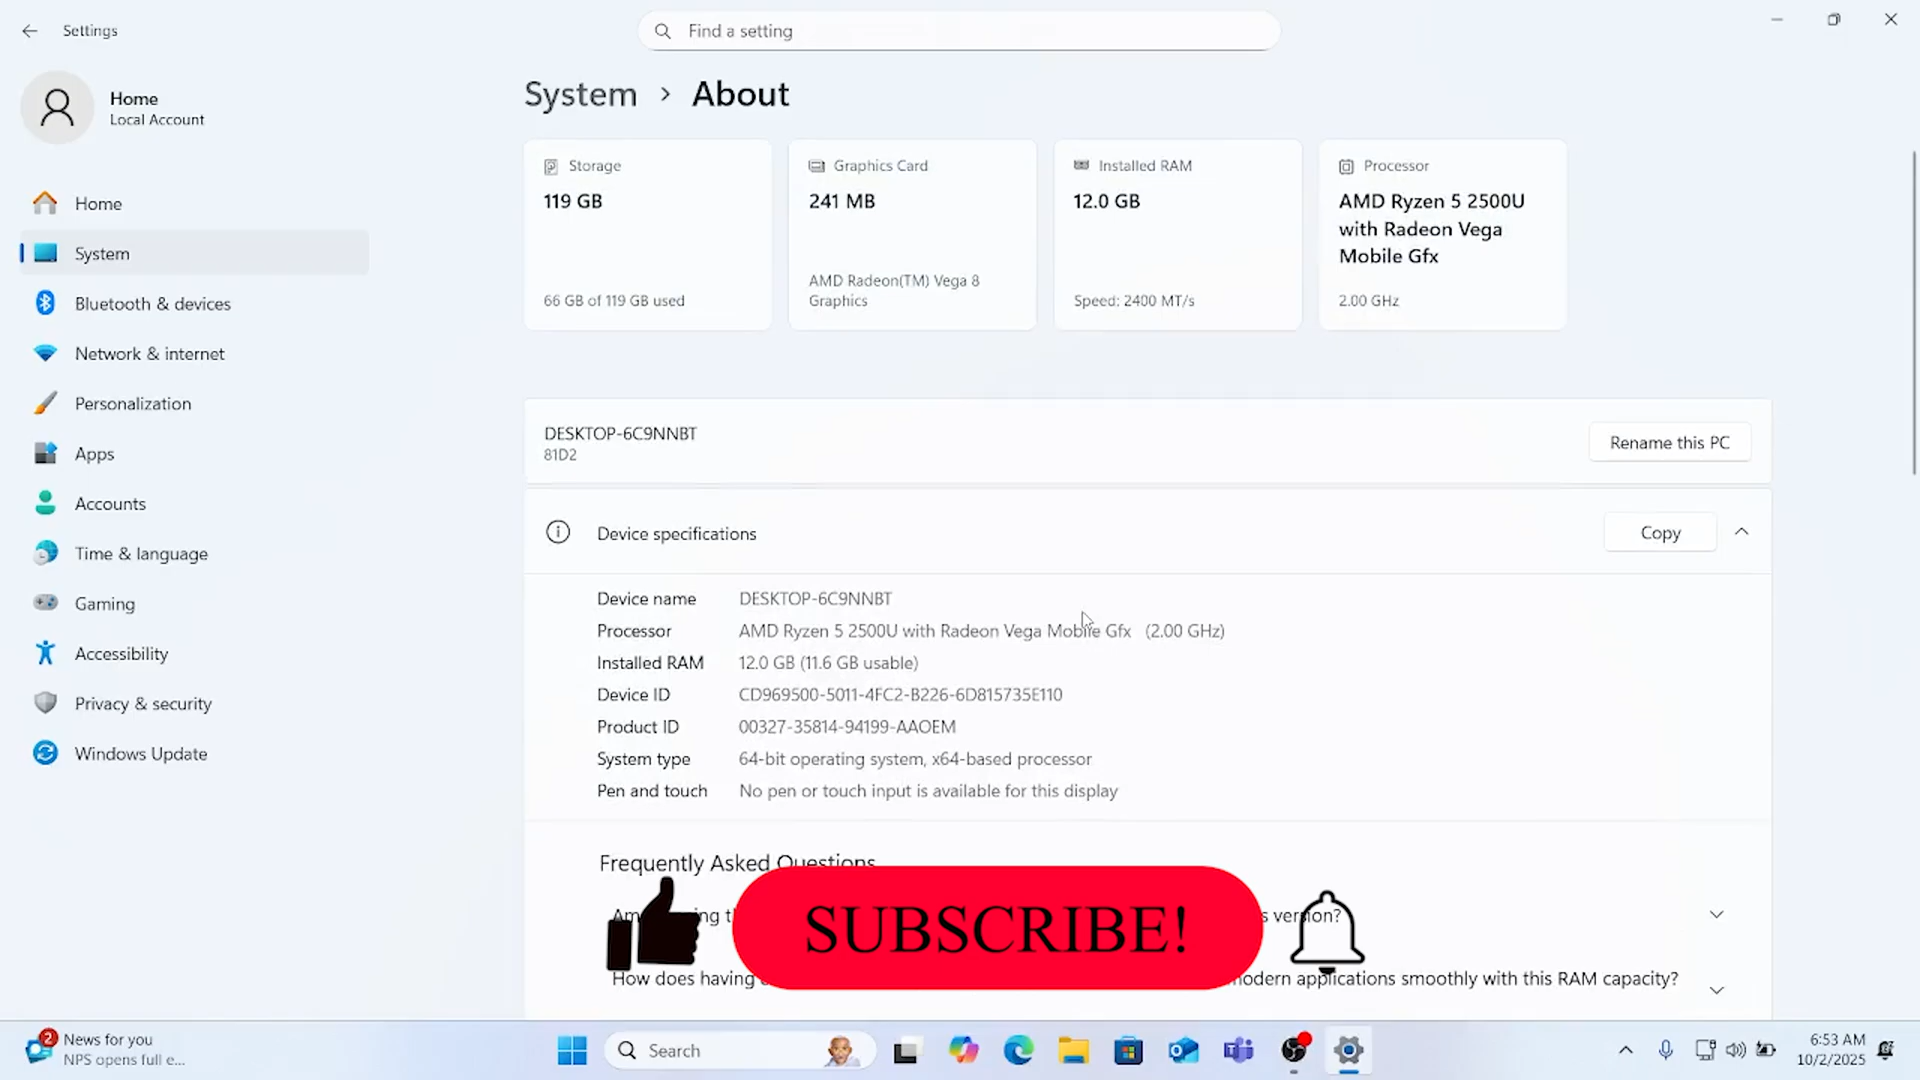 Settings
Find a setting
Home
Local Account
Home
System
Bluetooth & devices
Network & internet
Personalization
Apps
Accounts
Time & language
Gaming
Accessibility
Privacy & security
Windows Update
System > About
Storage
119 GB
66 GB of 119 GB used
Graphics Card
241 MB
AMD Radeon(TM) Vega 8
Graphics
Installed RAM
12.0 GB
Speed: 2400 MT/s
Processor
AMD Ryzen 5 2500U
with Radeon Vega
Mobile Gfx
2.00 GHz
DESKTOP-6C9NNBT
81D2
Rename this PC
Device specifications
Copy
Device name DESKTOP-6C9NNBT
Processor AMD Ryzen 5 2500U with Radeon Vega Mobile Gfx (2.00 GHz)
Installed RAM 12.0 GB (11.6 GB usable)
Device ID CD969500-5011-4FC2-B226-6D815735E110
Product ID 00327-35814-94199-AAOEM
System type 64-bit operating system, x64-based processor
Pen and touch No pen or touch input is available for this display
Frequently Asked Questions
version?
SUBSCRIBE!
How does having applications smoothly with this RAM capacity?
2
News for you
NPS opens full e...
Search
6:53 AM
10/2/2025